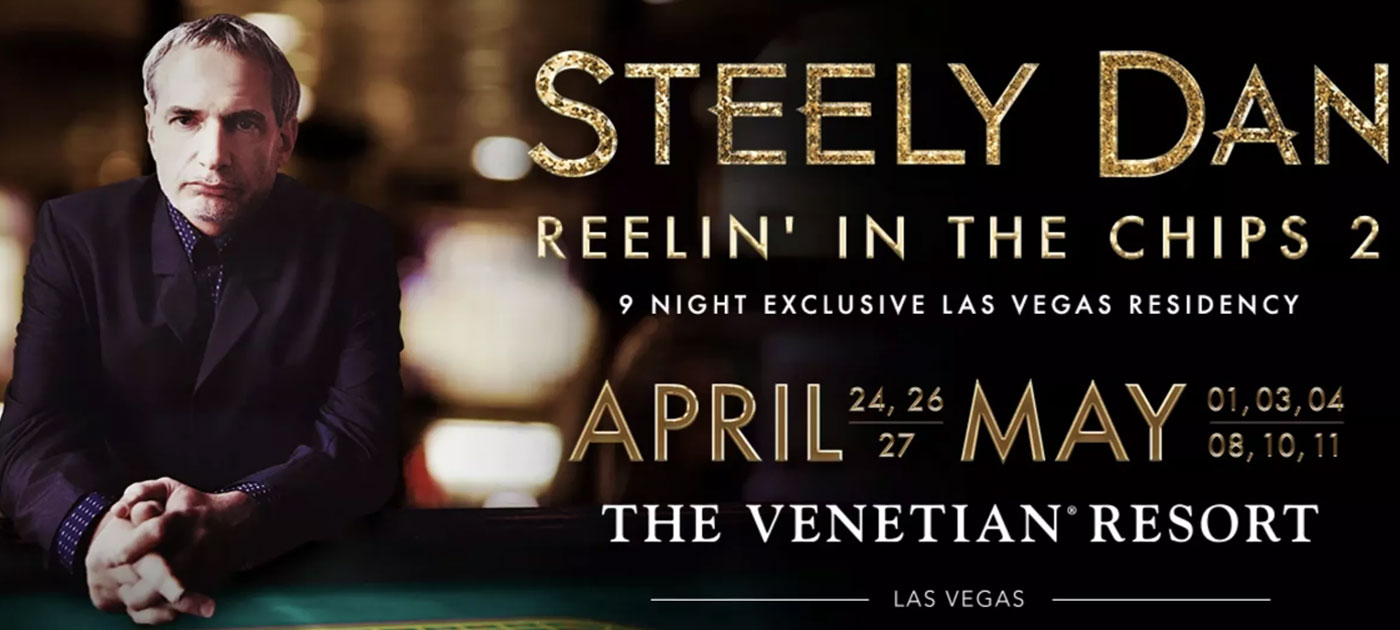 STEELY DAN
REELIN' IN THE CHIPS 2
9 NIGHT EXCLUSIVE LAS VEGAS RESIDENCY
APRIL 24, 26 27 MAY 01, 03, 04 08, 10, 11
THE VENETIAN® RESORT
LAS VEGAS